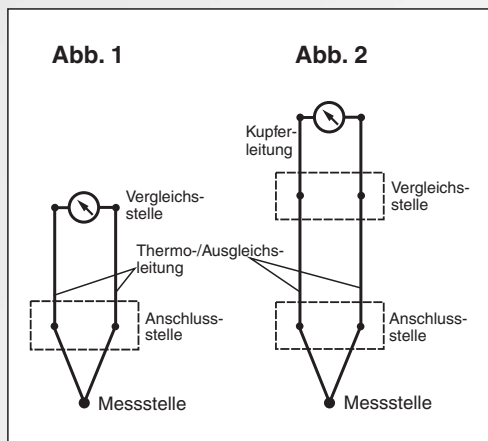 Abb. 1
Abb. 2
Kupfer-
leitung
Vergleichs-
stelle
Vergleichs-
stelle
Thermo-/Ausgleichs-
leitung
Anschluss-
stelle
Anschluss-
stelle
Messstelle
Messstelle